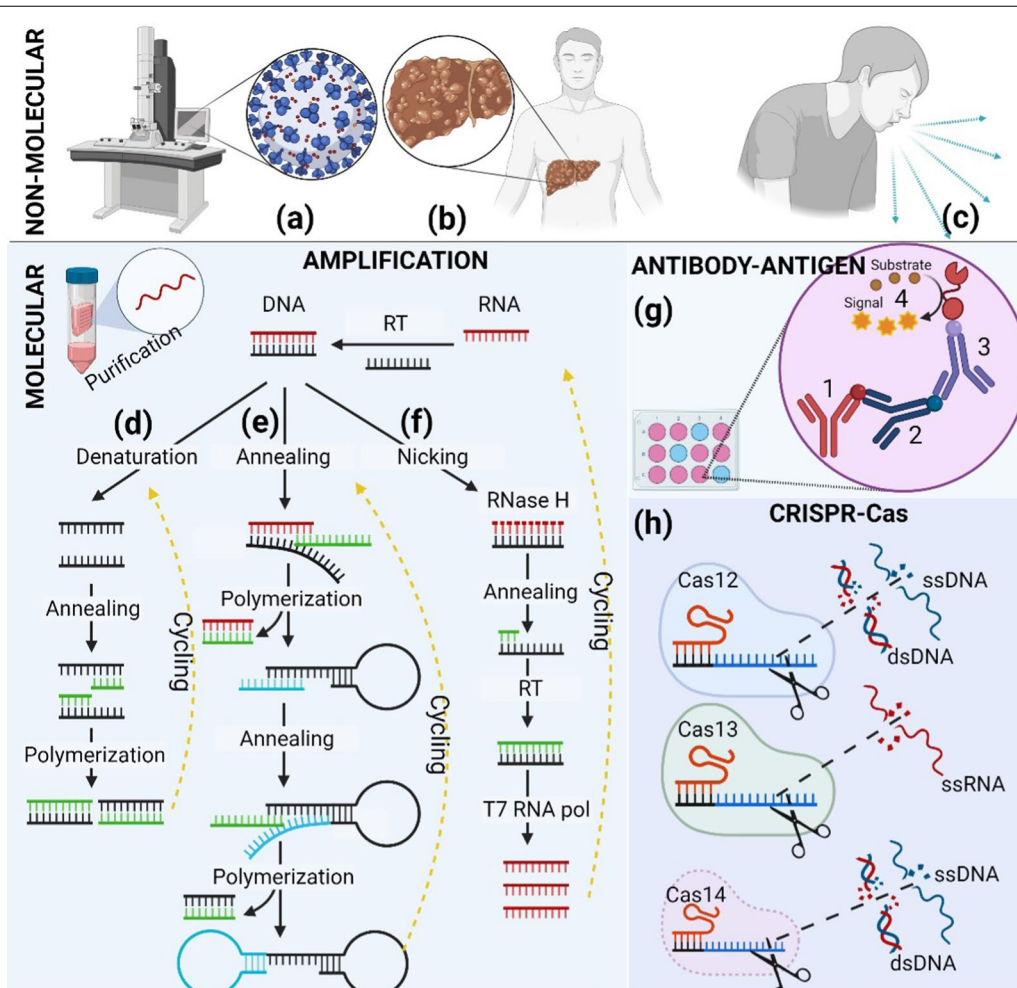 NON-MOLECULAR
(a)
(b)
(c)
MOLECULAR
Purification
AMPLIFICATION
DNA
RT
RNA
(d)
Denaturation
Annealing
Polymerization
Cycling
(e)
Annealing
Polymerization
Annealing
Polymerization
Cycling
(f)
Nicking
RNase H
Annealing
RT
T7 RNA pol
Cycling
ANTIBODY-ANTIGEN
(g)
Substrate
Signal
4
3
1
2
(h)
CRISPR-Cas
Cas12
ssDNA
dsDNA
Cas13
ssRNA
Cas14
ssDNA
dsDNA